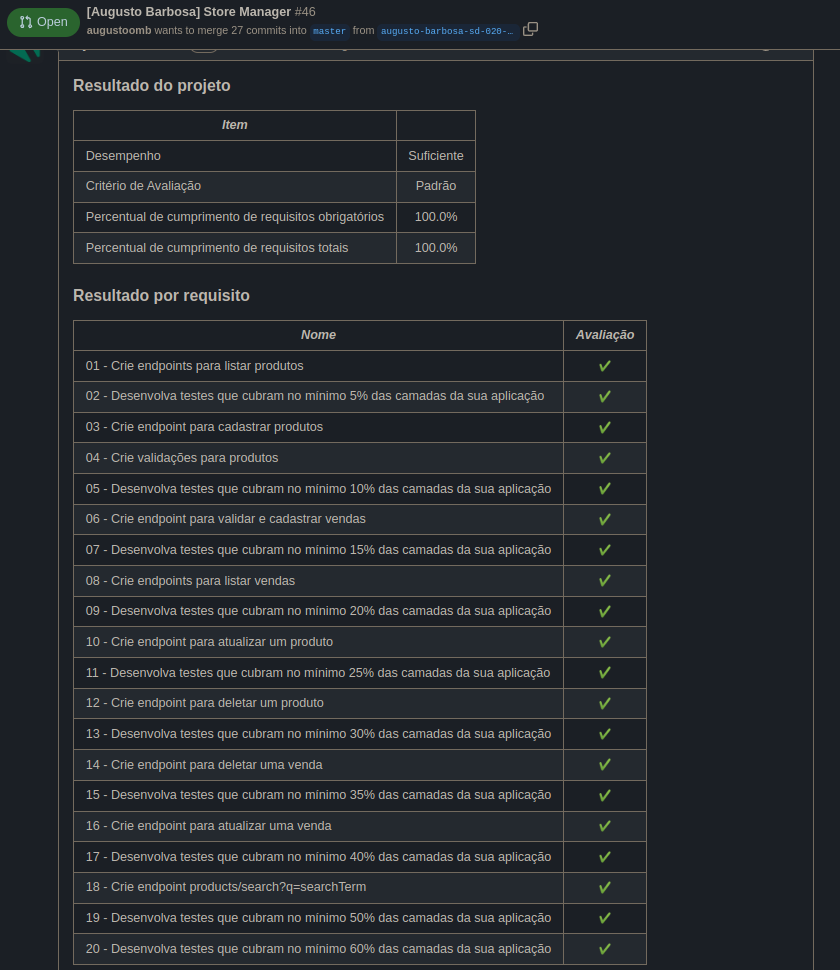 Open
[Augusto Barbosa] Store Manager #46
augustoomb wants to merge 27 commits into master from augusto-barbosa-sd-020-…
Resultado do projeto
Item
Desempenho Suficiente
Critério de Avaliação Padrão
Percentual de cumprimento de requisitos obrigatórios 100.0%
Percentual de cumprimento de requisitos totais 100.0%
Resultado por requisito
Nome Avaliação
01 - Crie endpoints para listar produtos ✔
02 - Desenvolva testes que cubram no mínimo 5% das camadas da sua aplicação ✔
03 - Crie endpoint para cadastrar produtos ✔
04 - Crie validações para produtos ✔
05 - Desenvolva testes que cubram no mínimo 10% das camadas da sua aplicação ✔
06 - Crie endpoint para validar e cadastrar vendas ✔
07 - Desenvolva testes que cubram no mínimo 15% das camadas da sua aplicação ✔
08 - Crie endpoints para listar vendas ✔
09 - Desenvolva testes que cubram no mínimo 20% das camadas da sua aplicação ✔
10 - Crie endpoint para atualizar um produto ✔
11 - Desenvolva testes que cubram no mínimo 25% das camadas da sua aplicação ✔
12 - Crie endpoint para deletar um produto ✔
13 - Desenvolva testes que cubram no mínimo 30% das camadas da sua aplicação ✔
14 - Crie endpoint para deletar uma venda ✔
15 - Desenvolva testes que cubram no mínimo 35% das camadas da sua aplicação ✔
16 - Crie endpoint para atualizar uma venda ✔
17 - Desenvolva testes que cubram no mínimo 40% das camadas da sua aplicação ✔
18 - Crie endpoint products/search?q=searchTerm ✔
19 - Desenvolva testes que cubram no mínimo 50% das camadas da sua aplicação ✔
20 - Desenvolva testes que cubram no mínimo 60% das camadas da sua aplicação ✔